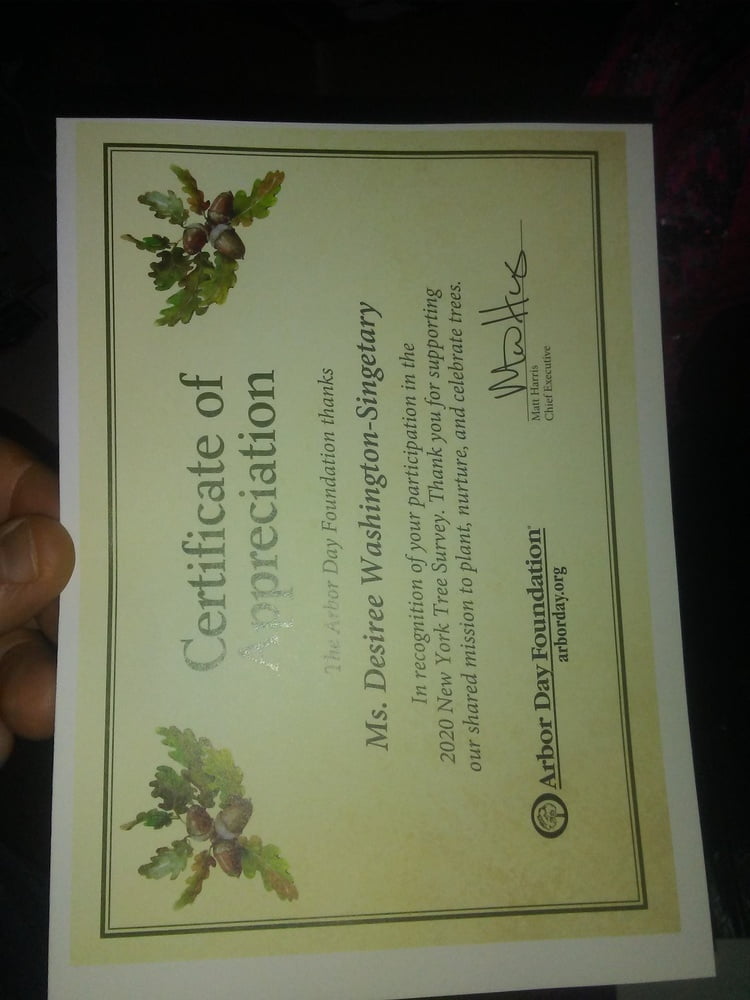 Certificate of
Appreciation
The Arbor Day Foundation thanks
Ms. Desiree Washington-Singetary
In recognition of your participation in the
2020 New York Tree Survey. Thank you for supporting
our shared mission to plant, nurture, and celebrate trees.
Arbor Day Foundation®
arborday.org
Matt Harris
Matt Harris
Chief Executive